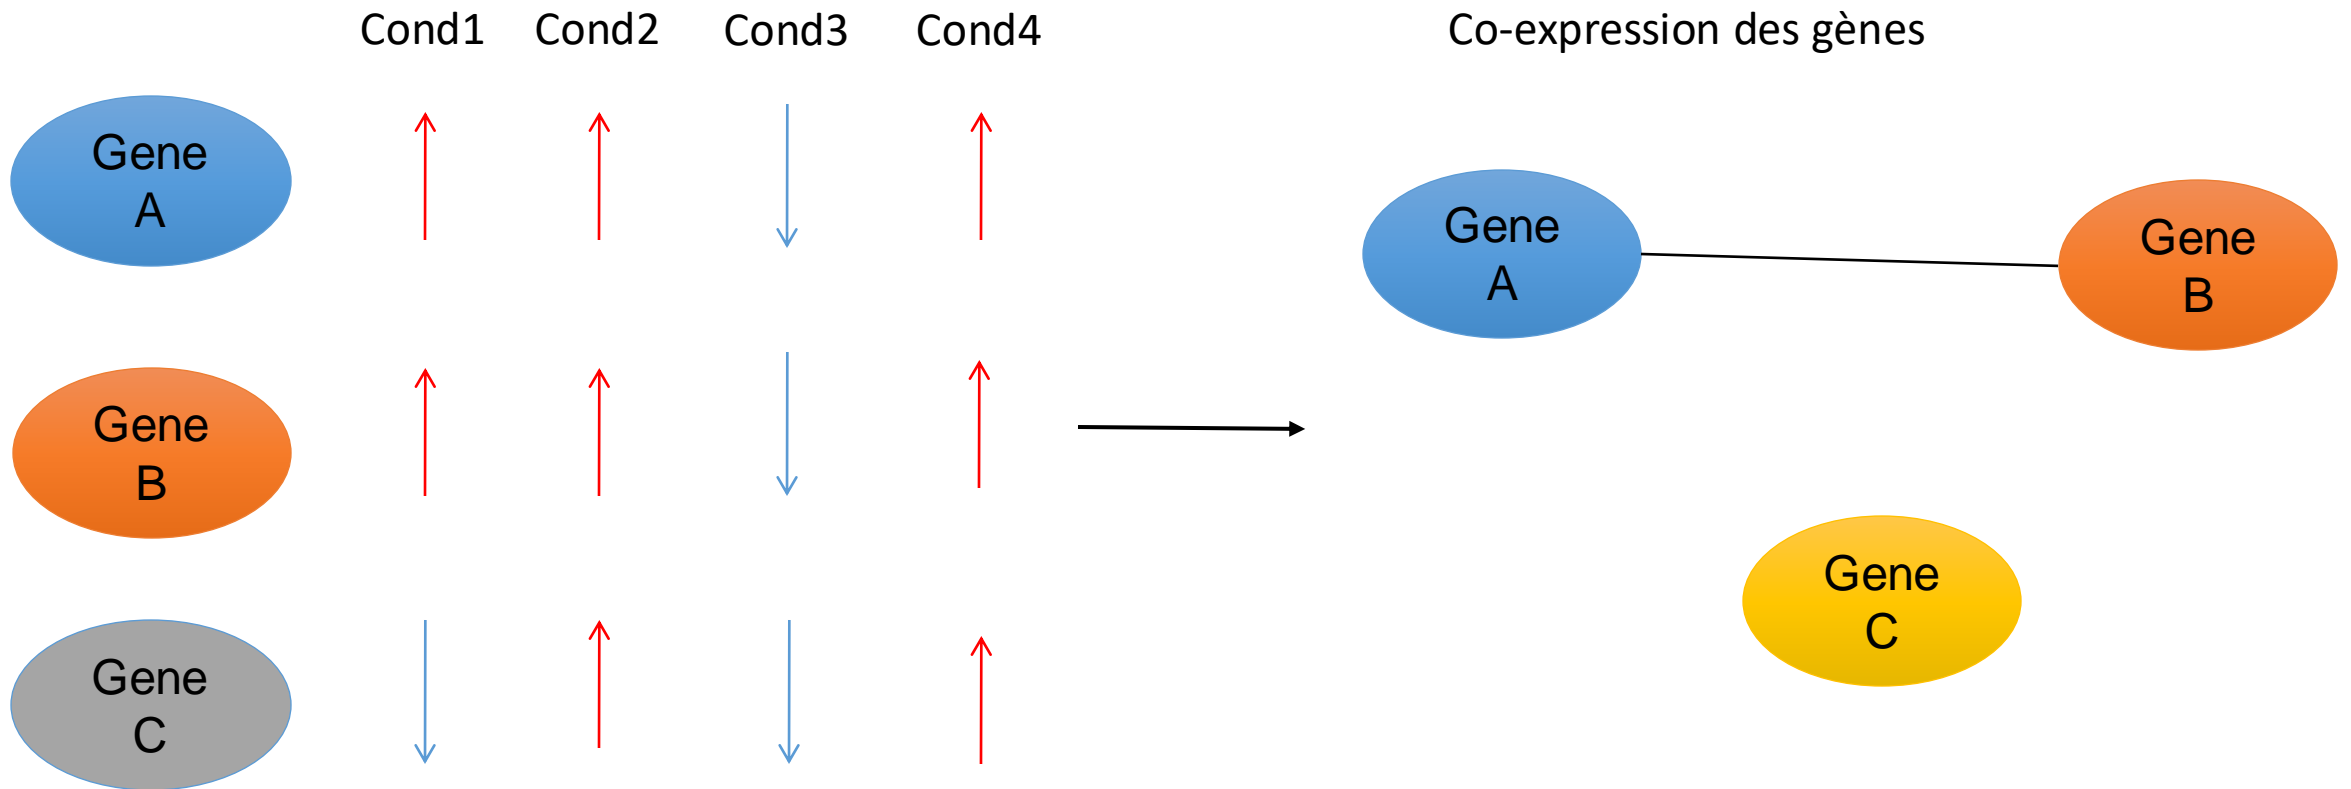 Cond1 Cond2 Cond3 Cond4
Co-expression des gènes
Gene
A
Gene
B
Gene
C
Gene
A
Gene
B
Gene
C